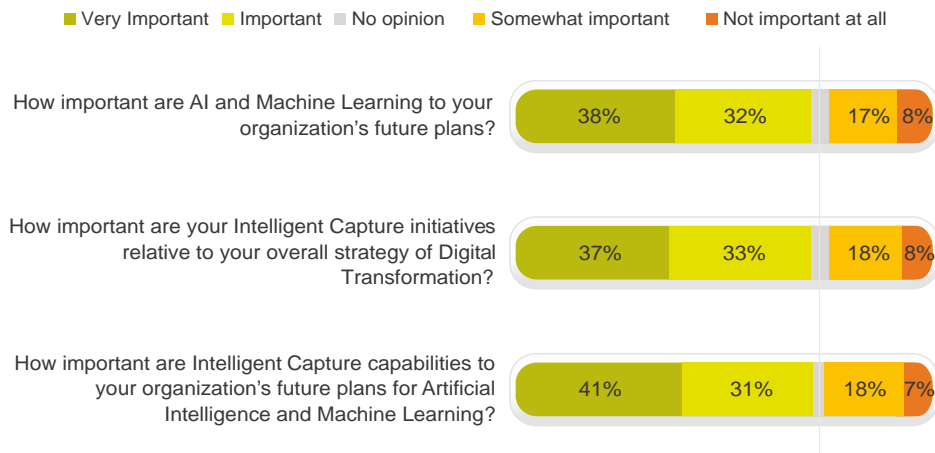 Very Important Important No opinion Somewhat important Not important at all
How important are AI and Machine Learning to your
organization’s future plans?
38% 32% 17% 8%
How important are your Intelligent Capture initiatives
relative to your overall strategy of Digital
Transformation?
37% 33% 18% 8%
How important are Intelligent Capture capabilities to
your organization’s future plans for Artificial
Intelligence and Machine Learning?
41% 31% 18% 7%